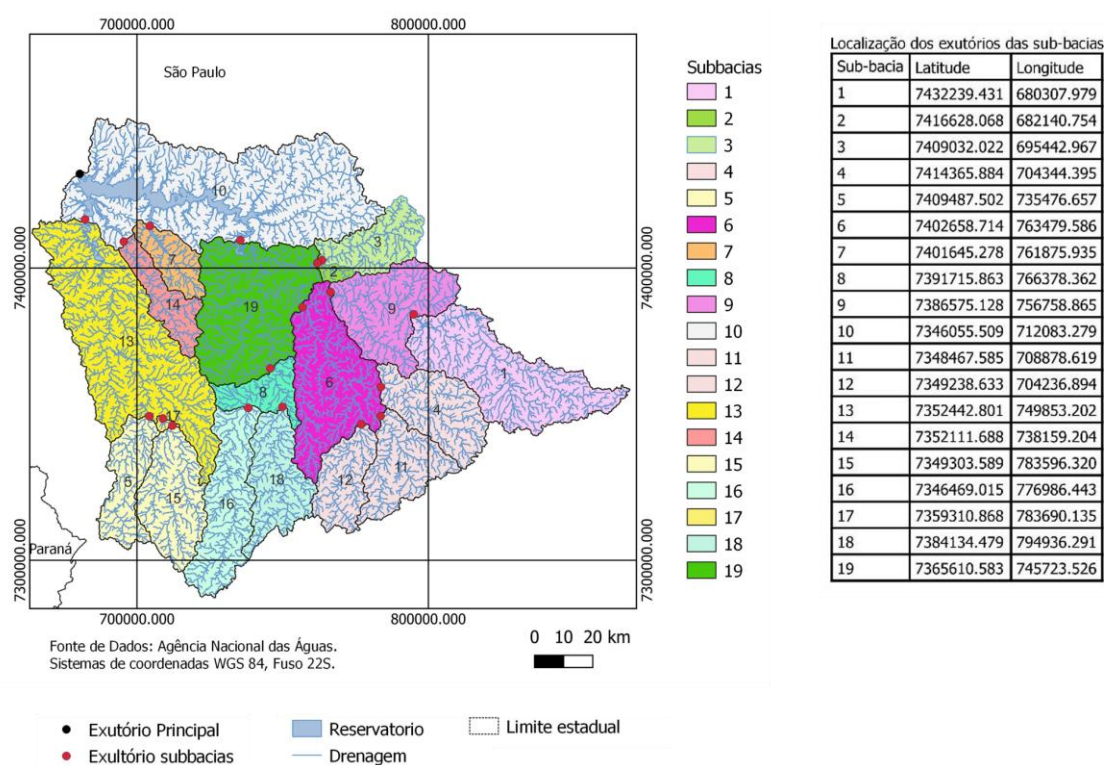 700000.000 800000.000
São Paulo
7400000.000 7400000.000
7300000.000 7300000.000
10
3
7
2
19
9
14
13
6
1
8
4
17
5
15
16
18
12
11
Paraná
700000.000 800000.000
Fonte de Dados: Agência Nacional das Águas.
Sistemas de coordenadas WGS 84, Fuso 22S.
0 10 20 km
Subbacias
1
2
3
4
5
6
7
8
9
10
11
12
13
14
15
16
17
18
19
Localização dos exutórios das sub-bacias
Sub-bacia Latitude Longitude
1 7432239.431 680307.979
2 7416628.068 682140.754
3 7409032.022 695442.967
4 7414365.884 704344.395
5 7409487.502 735476.657
6 7402658.714 763479.586
7 7401645.278 761875.935
8 7391715.863 766378.362
9 7386575.128 756758.865
10 7346055.509 712083.279
11 7348467.585 708878.619
12 7349238.633 704236.894
13 7352442.801 749853.202
14 7352111.688 738159.204
15 7349303.589 783596.320
16 7346469.015 776986.443
17 7359310.868 783690.135
18 7384134.479 794936.291
19 7365610.583 745723.526
Exutório Principal
Exultório subbacias
Reservatorio
Drenagem
Limite estadual